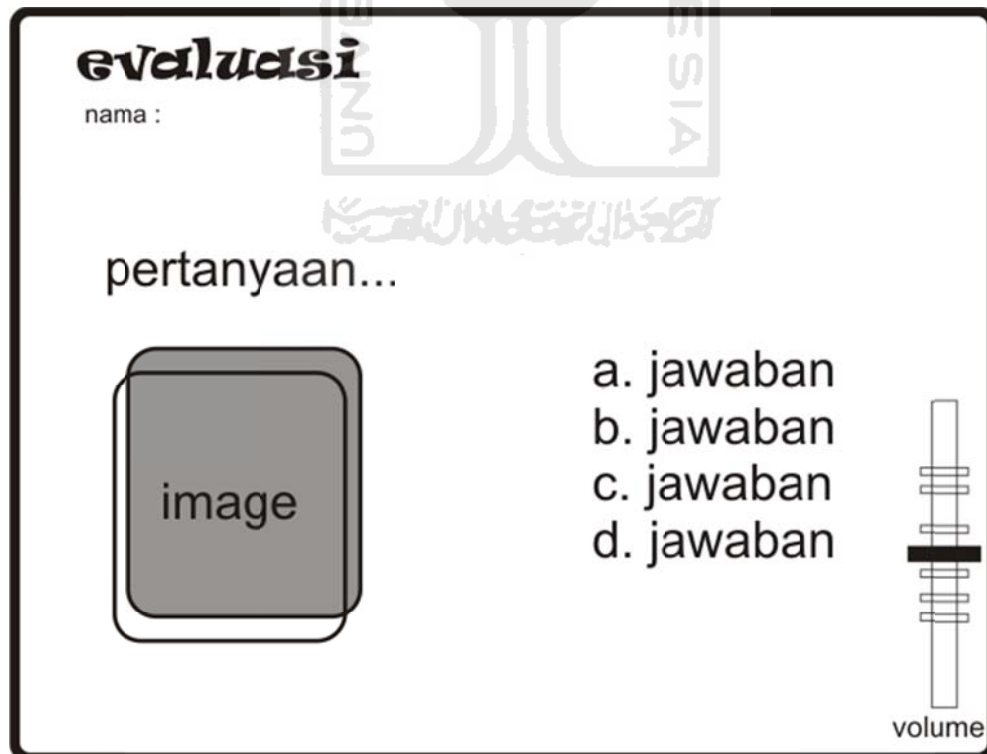 evaluasi
nama :
pertanyaan...
image
a. jawaban
b. jawaban
c. jawaban
d. jawaban
volume